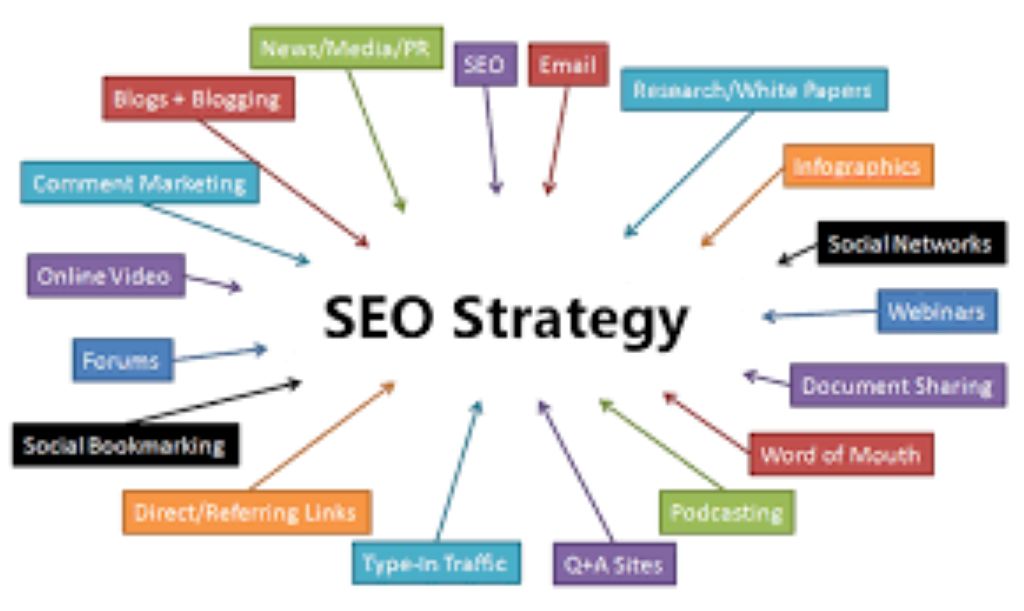 News/Media/PR
SEO
Email
Research/White Papers
Blogs + Blogging
Infographics
Comment Marketing
Social Networks
Online Video
Webinars
SEO Strategy
Forums
Document Sharing
Social Bookmarking
Word of Mouth
Direct/Referring Links
Podcasting
Type-In Traffic
Q+A Sites